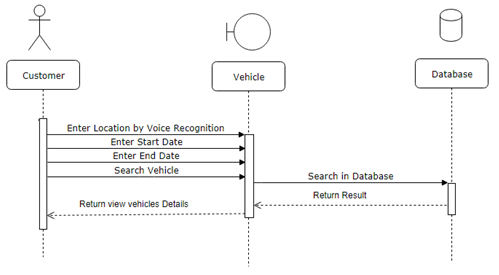 Customer
Vehicle
Database
Enter Location by Voice Recognition
Enter Start Date
Enter End Date
Search Vehicle
Search in Database
Return Result
Return view vehicles Details